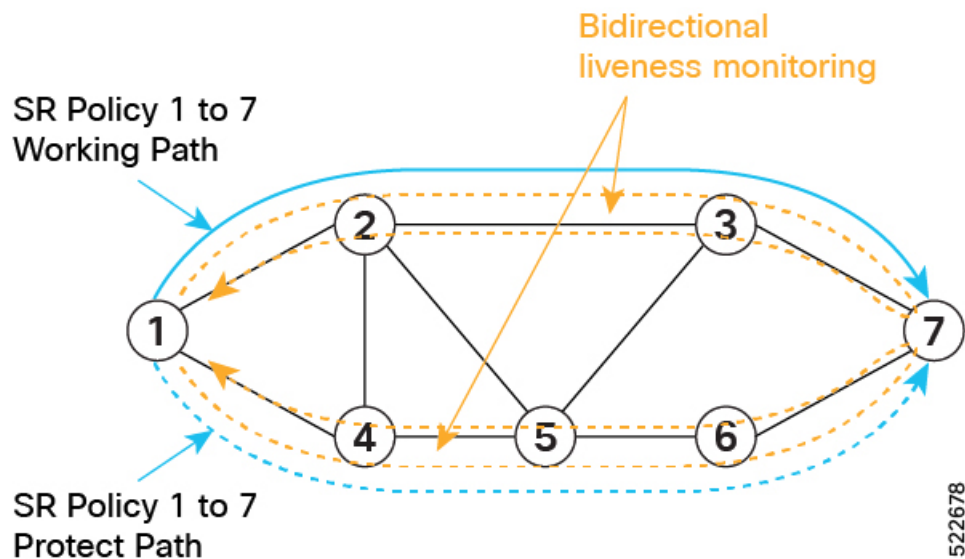 Bidirectional
liveness monitoring
SR Policy 1 to 7
Working Path
2
3
1
7
4
5
6
SR Policy 1 to 7
Protect Path
522678